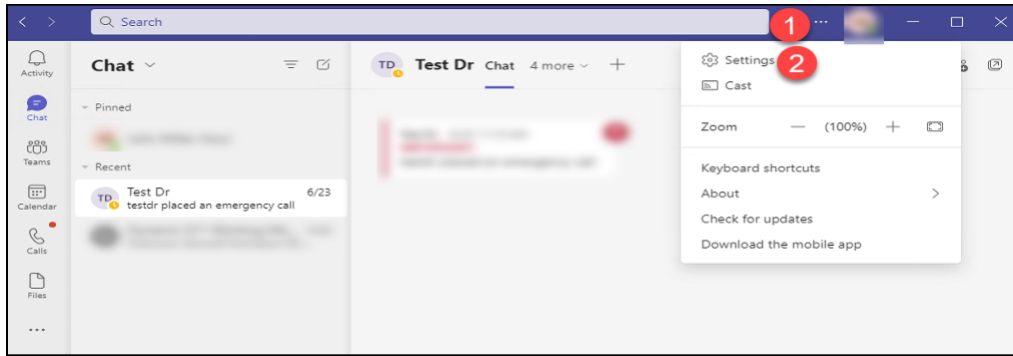 Search
1
...
Activity
Chat
Teams
Calendar
Calls
Files
...
Chat
Pinned
Recent
TD
Test Dr 6/23
testdr placed an emergency call
TD Test Dr Chat 4 more +
Settings 2
Cast
Zoom — (100%) +
Keyboard shortcuts
About
Check for updates
Download the mobile app